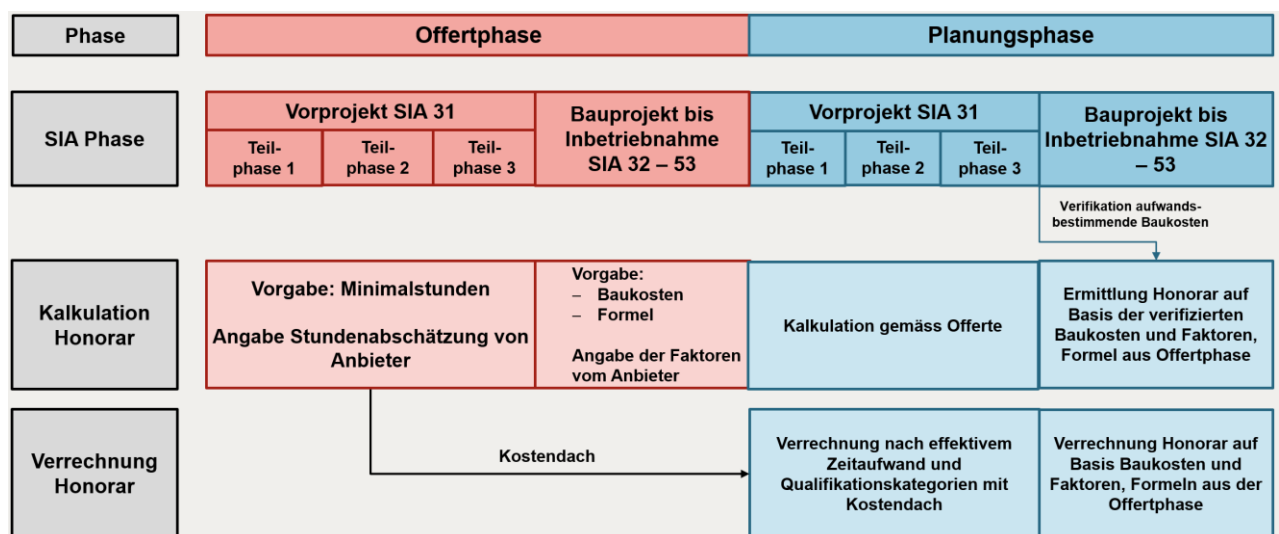 Phase
Offertphase
Planungsphase
SIA Phase
Vorprojekt SIA 31
Teil-
phase 1
Teil-
phase 2
Teil-
phase 3
Bauprojekt bis
Inbetriebnahme
SIA 32 – 53
Vorprojekt SIA 31
Teil-
phase 1
Teil-
phase 2
Teil-
phase 3
Bauprojekt bis
Inbetriebnahme SIA 32
– 53
Verifikation aufwands-
bestimmende Baukosten
Kalkulation
Honorar
Vorgabe: Minimalstunden
Angabe Stundenabschätzung von
Anbieter
Vorgabe:
– Baukosten
– Formel
Angabe der Faktoren
vom Anbieter
Kalkulation gemäss Offerte
Ermittlung Honorar auf
Basis der verifizierten
Baukosten und Faktoren,
Formel aus Offertphase
Verrechnung
Honorar
Kostendach
Verrechnung nach effektivem
Zeitaufwand und
Qualifikationskategorien mit
Kostendach
Verrechnung Honorar auf
Basis Baukosten und
Faktoren, Formeln aus der
Offertphase